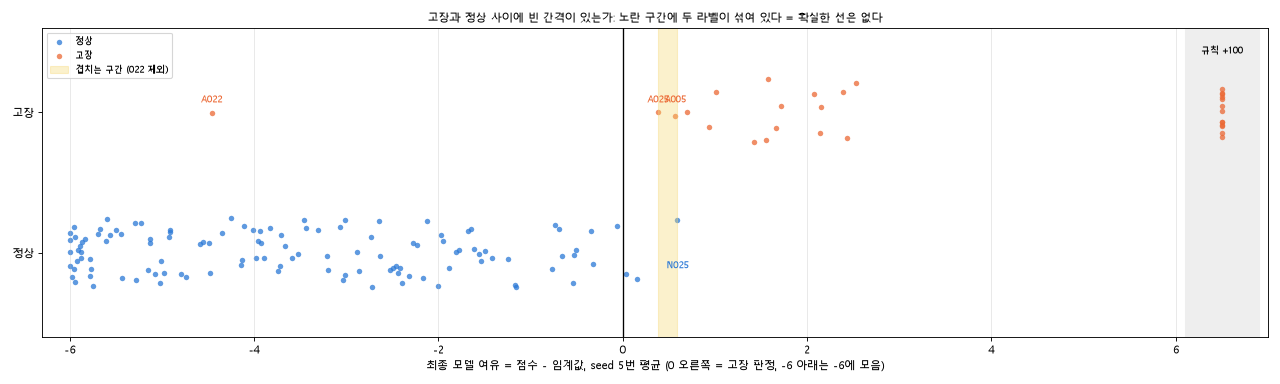 고장과 정상 사이에 빈 간격이 있는가: 노란 구간에 두 라벨이 섞여 있다 = 확실한 선은 없다
정상
고장
겹치는 구간 (022 제외)
규칙 +100
A022
A025
A005
고장
정상
N025
-6
-4
-2
0
2
4
6
최종 모델 여유 = 점수 - 임계값, seed 5번 평균 (0 오른쪽 = 고장 판정, -6 아래는 -6에 모음)